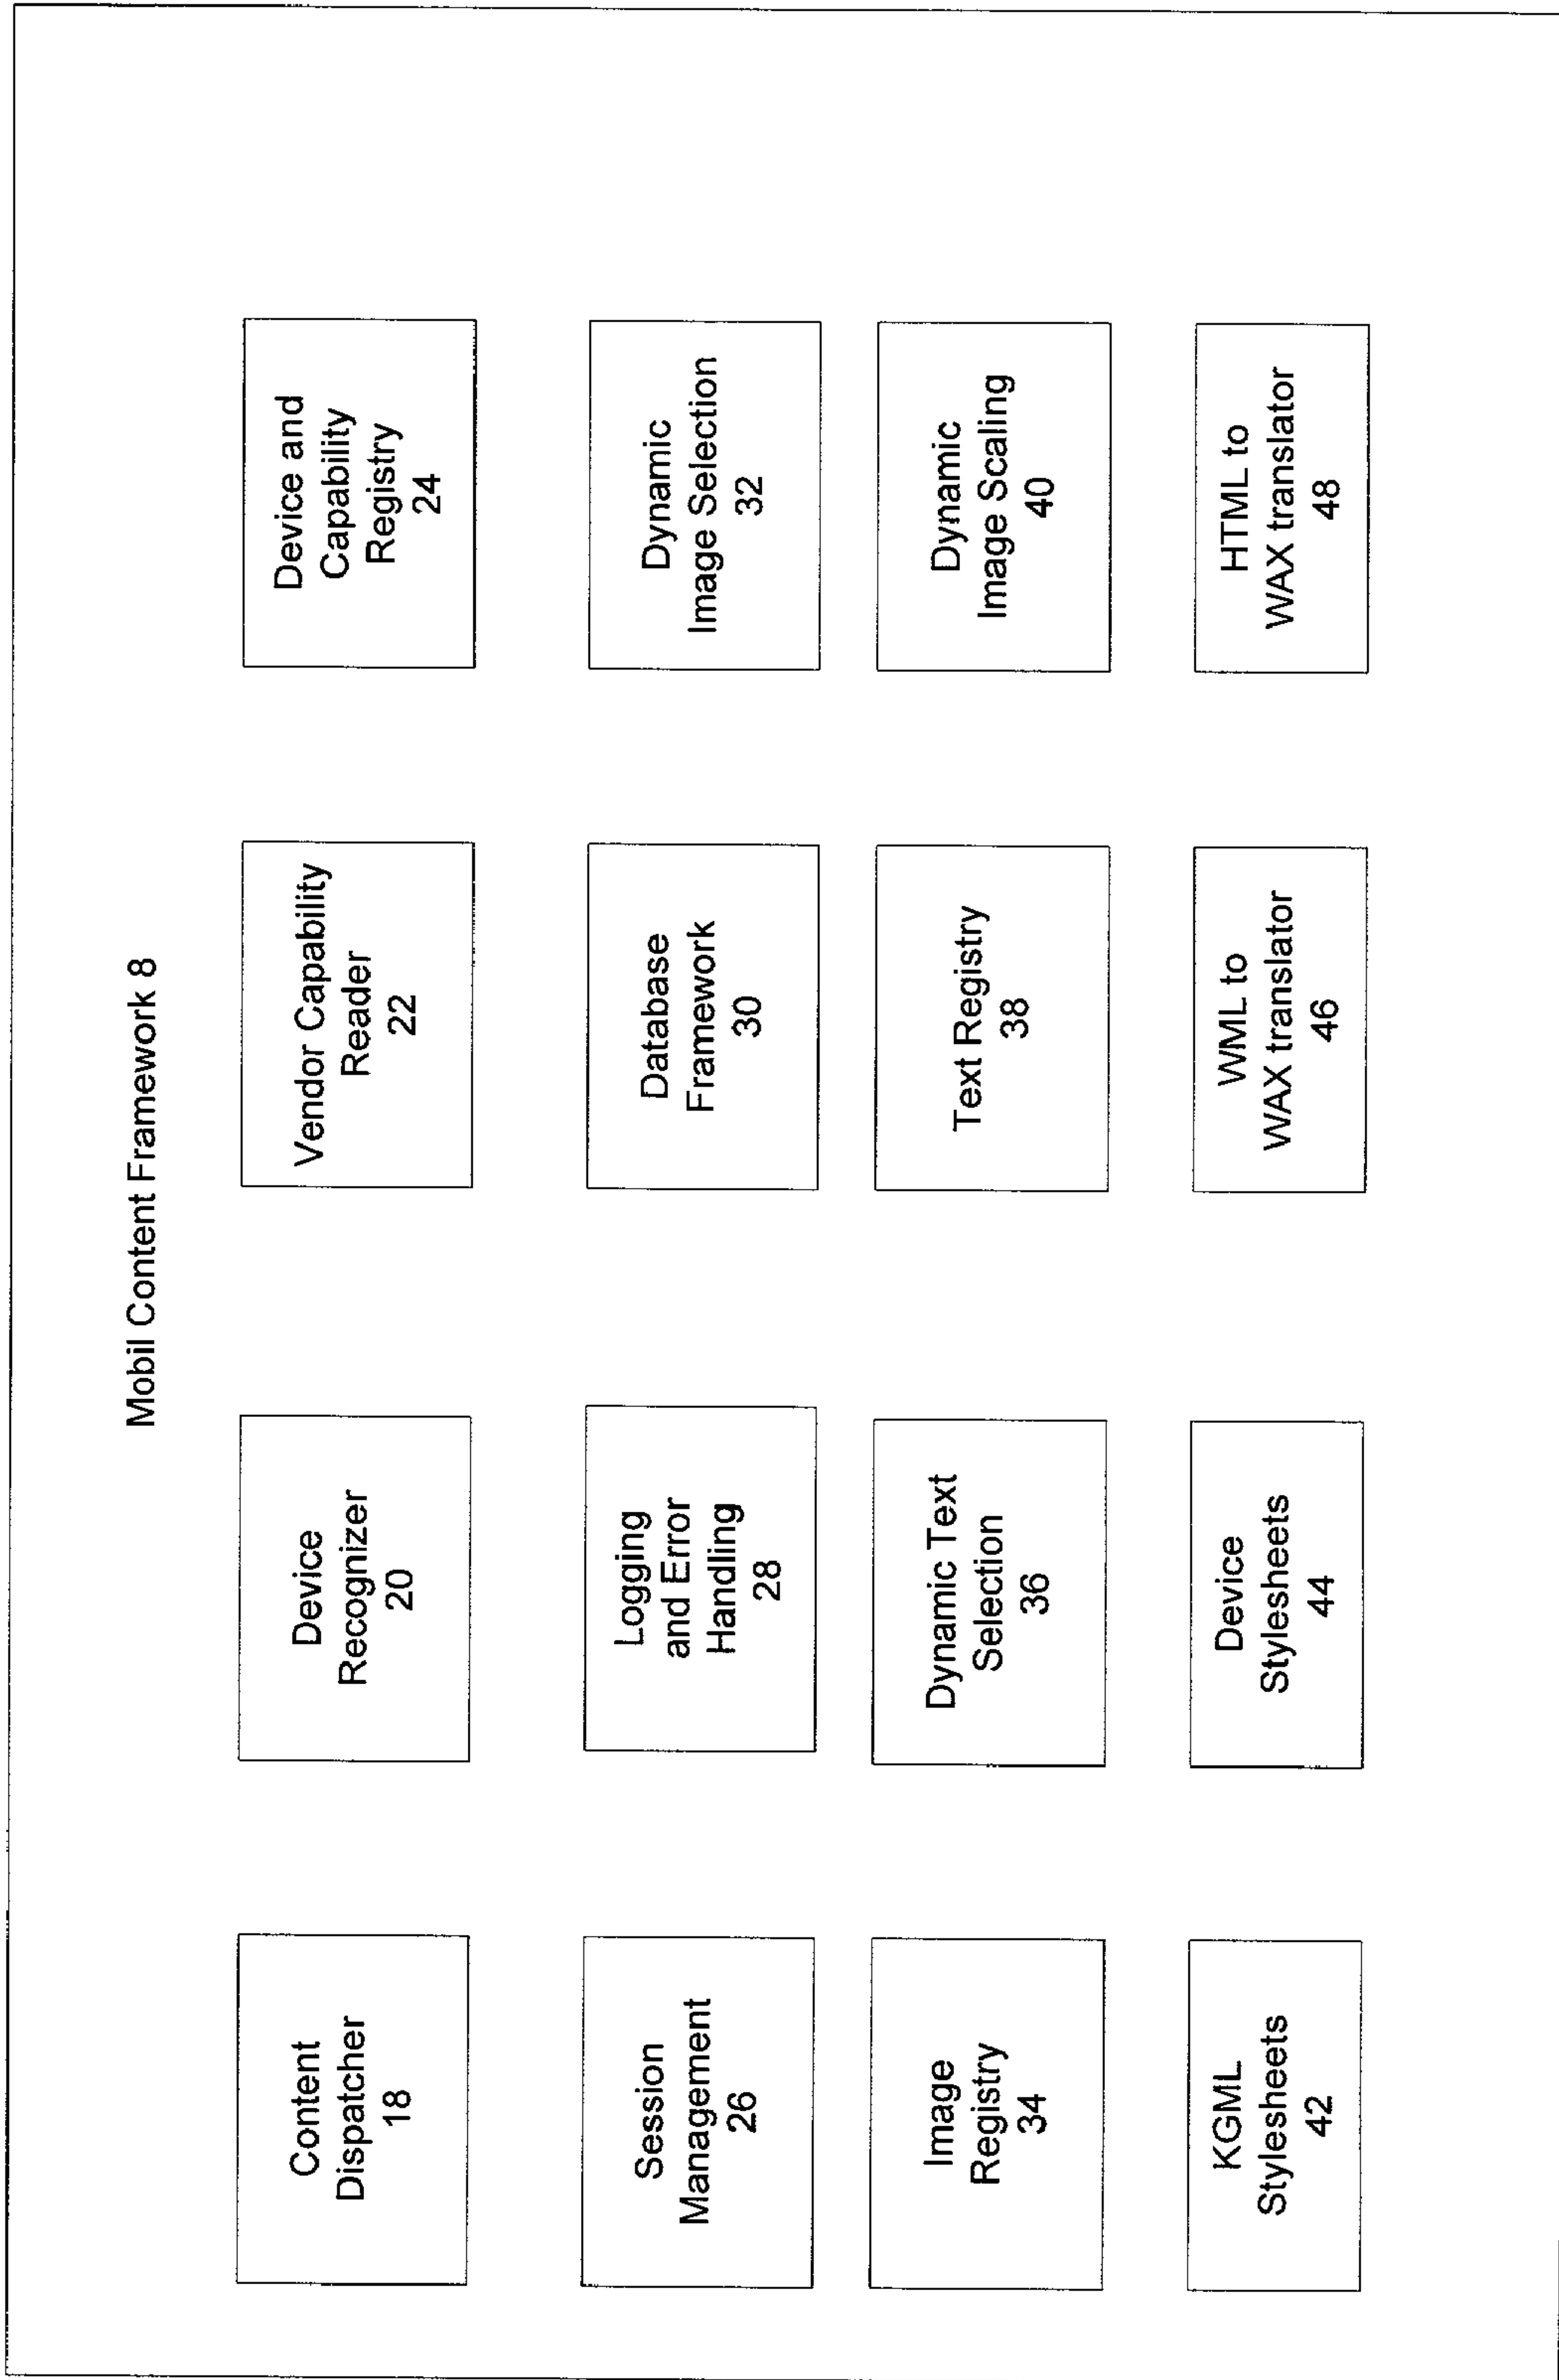 Mobil Content Framework 8
Content
Dispatcher
18
Device
Recognizer
20
Vendor Capability
Reader
22
Device and
Capability
Registry
24
Session
Management
26
Logging
and Error
Handling
28
Database
Framework
30
Dynamic
Image Selection
32
Image
Registry
34
Dynamic Text
Selection
36
Text Registry
38
Dynamic
Image Scaling
40
KGML
Stylesheets
42
Device
Stylesheets
44
WML to
WAX translator
46
HTML to
WAX translator
48